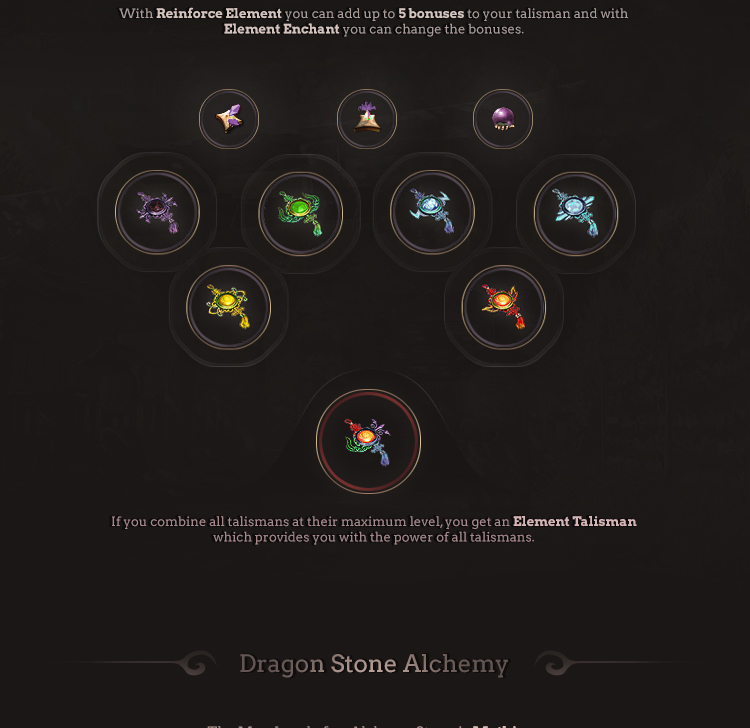 With Reinforce Element you can add up to 5 bonuses to your talisman and with
Element Enchant you can change the bonuses.
If you combine all talismans at their maximum level, you get an Element Talisman
which provides you with the power of all talismans.
Dragon Stone Alchemy